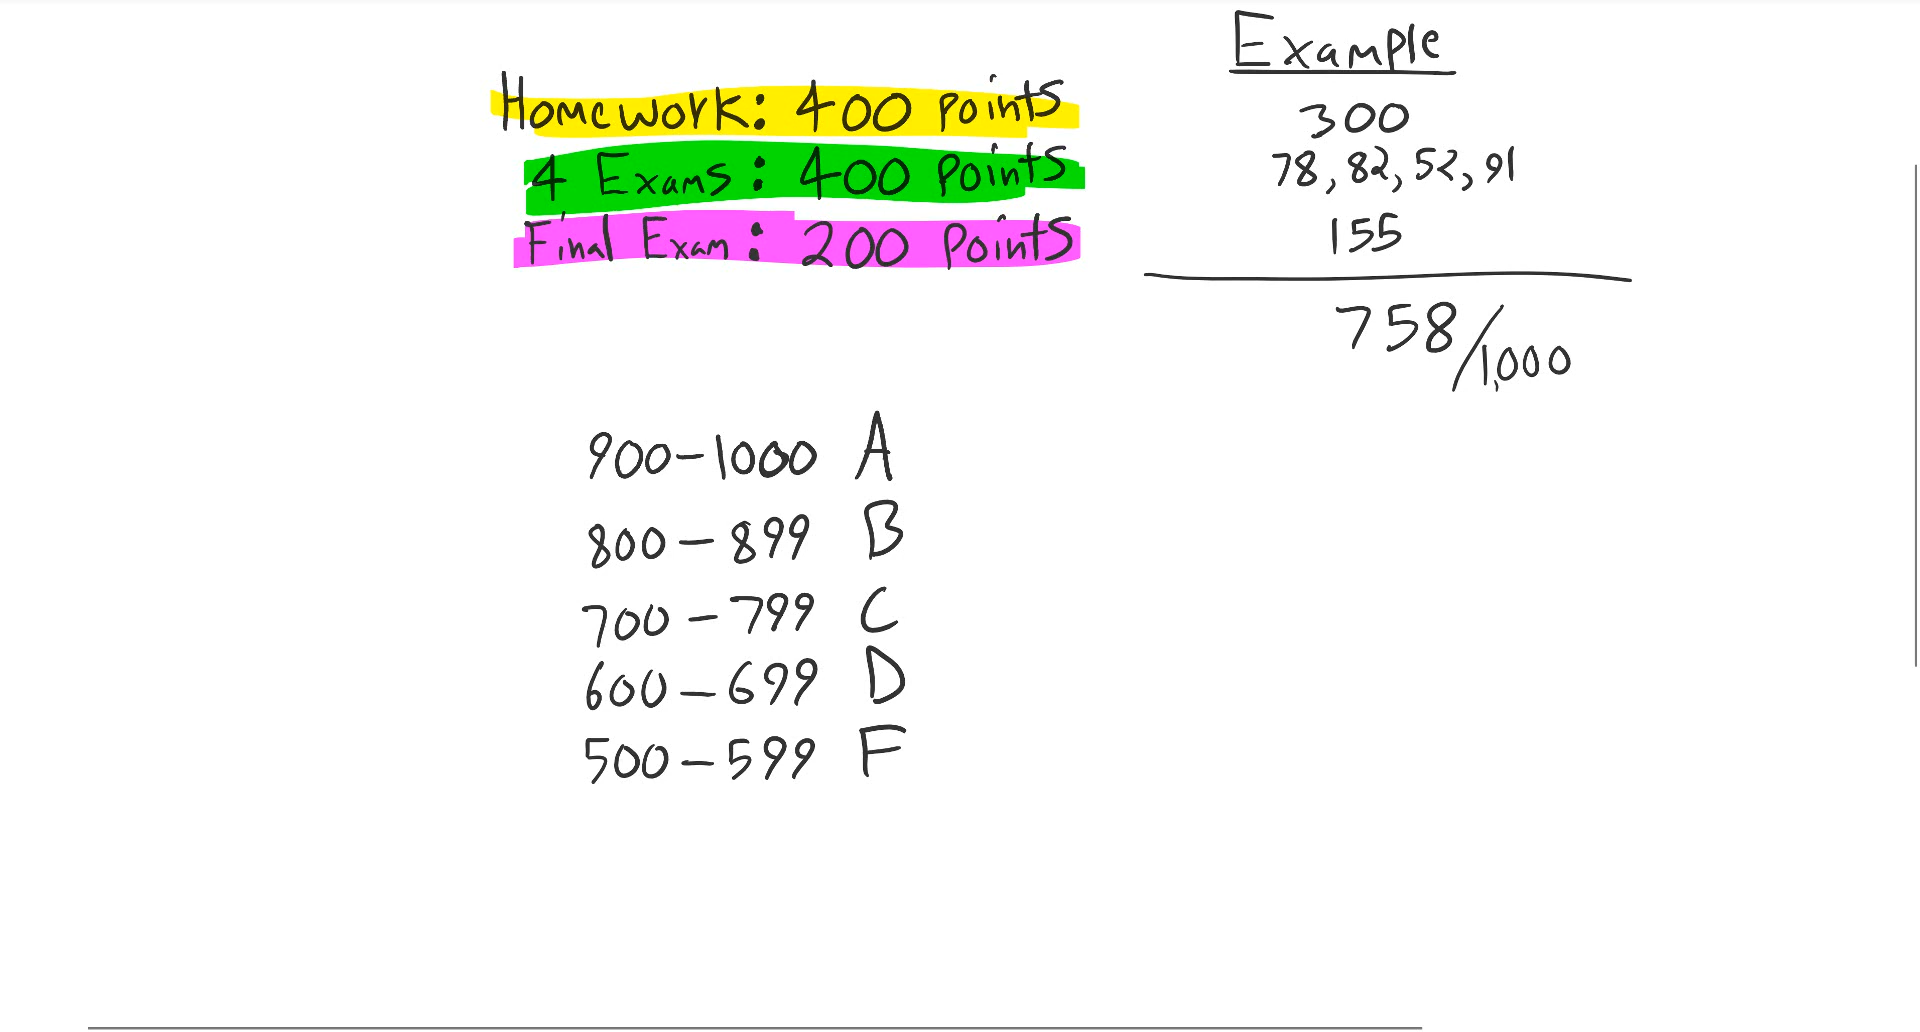 Example
Homework: 400 points
4 Exams: 400 points
Final Exam: 200 points
300
78, 82, 52, 91
155
758/1,000
900-1000 A
800-899 B
700-799 C
600-699 D
500-599 F